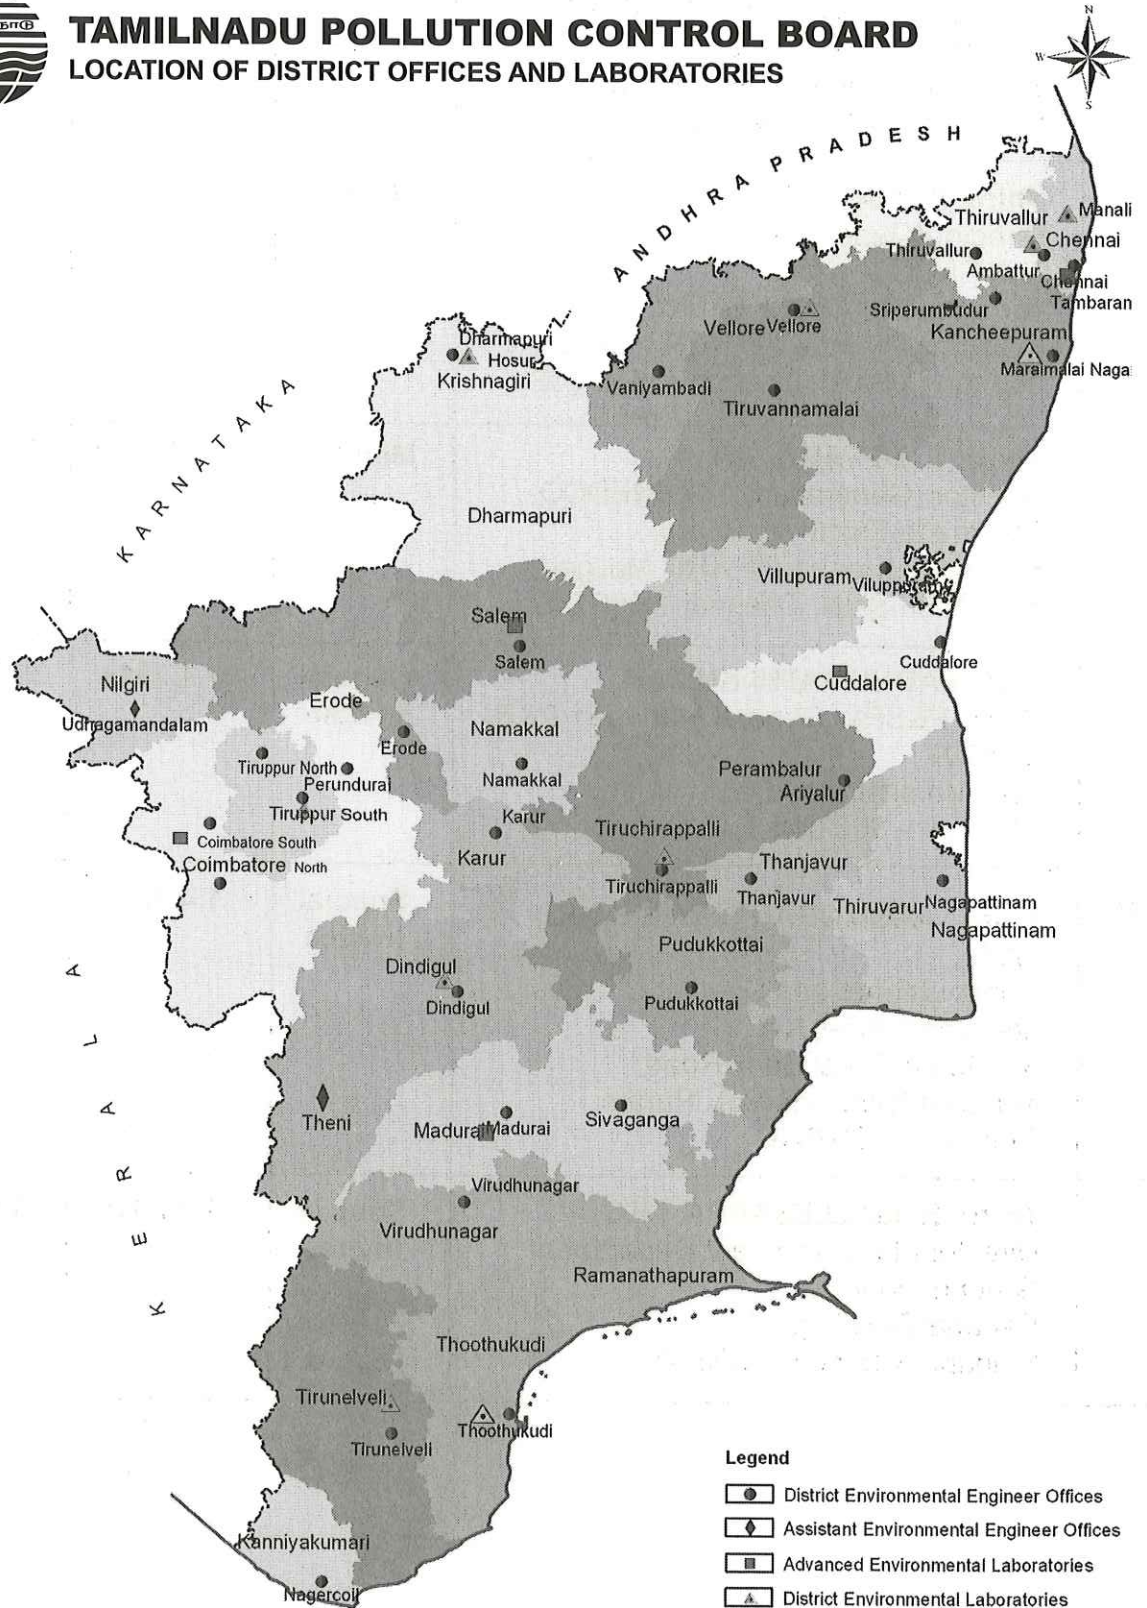 TAMILNADU POLLUTION CONTROL BOARD
LOCATION OF DISTRICT OFFICES AND LABORATORIES
N
W
S
ANDHRA PRADESH
KARNATAKA
KERALA
Thiruvallur
Manali
Chennai
Thiruvallur
Ambattur
Chennai
Tambaran
Sriperumbudur
Kancheepuram
Maraimalai Naga
Vellore
Vellore
Vaniyambadi
Tiruvannamalai
Dharmapuri
Hosur
Krishnagiri
Dharmapuri
Villupuram
Viluppuram
Cuddalore
Cuddalore
Salem
Salem
Nilgiri
Udhagamandalam
Erode
Erode
Namakkal
Namakkal
Tiruppur North
Perundurai
Tiruppur South
Coimbatore South
Coimbatore North
Karur
Karur
Perambalur
Ariyalur
Tiruchirappalli
Tiruchirappalli
Thanjavur
Thanjavur
Thiruvarur
Nagapattinam
Nagapattinam
Pudukkottai
Pudukkottai
Dindigul
Dindigul
Theni
Madurai
Madurai
Sivaganga
Virudhunagar
Virudhunagar
Ramanathapuram
Thoothukudi
Thoothukudi
Tirunelveli
Tirunelveli
Kanniyakumari
Nagercoil
Legend
District Environmental Engineer Offices
Assistant Environmental Engineer Offices
Advanced Environmental Laboratories
District Environmental Laboratories